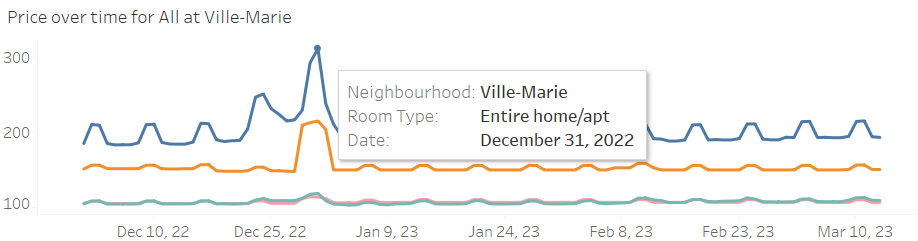 Price over time for All at Ville-Marie
300
200
100
Neighbourhood: Ville-Marie
Room Type: Entire home/apt
Date: December 31, 2022
Dec 10, 22 Dec 25, 22 Jan 9, 23 Jan 24, 23 Feb 8, 23 Feb 23, 23 Mar 10, 23